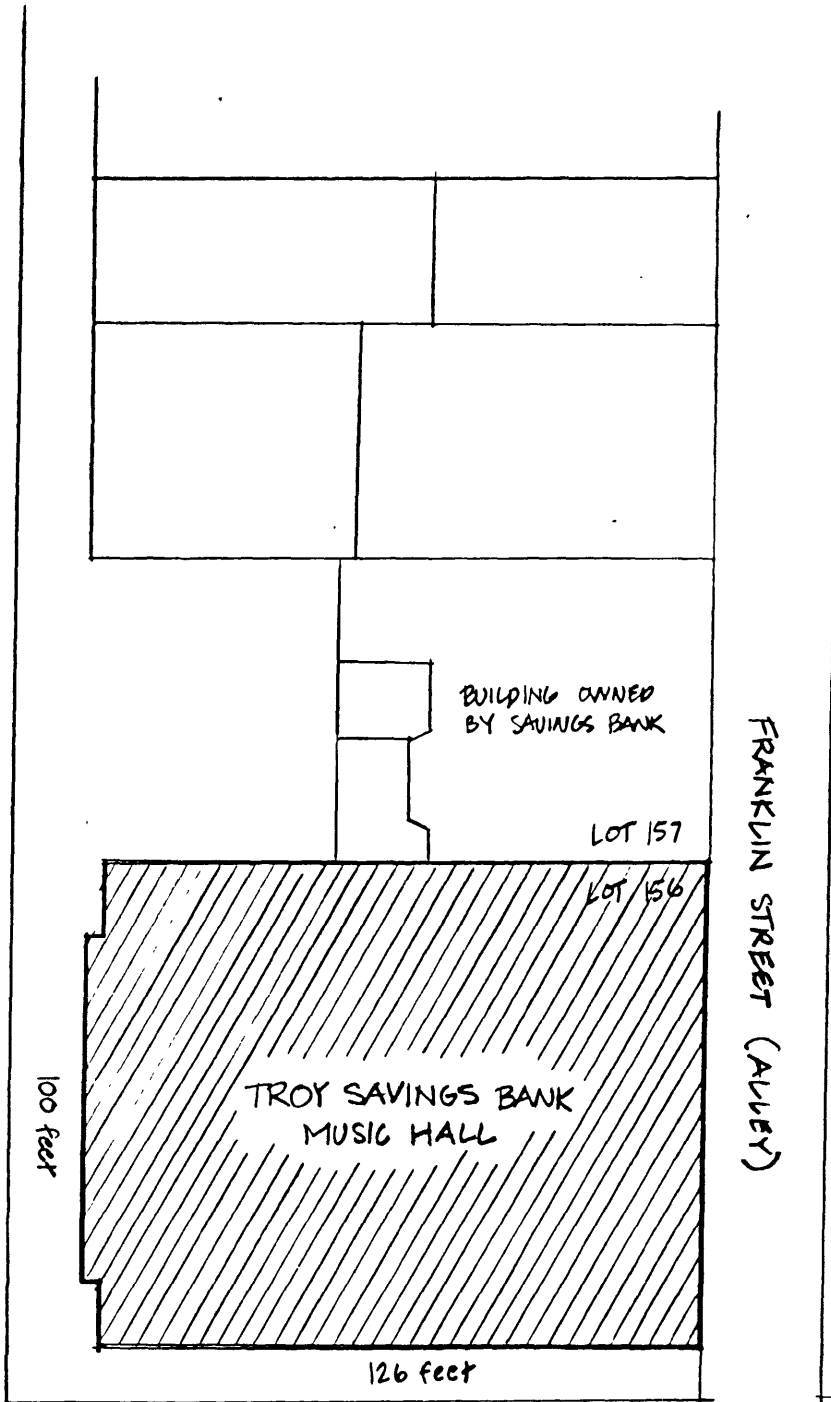 BUILDING OWNED
BY SAVINGS BANK
LOT 157
LOT 156
FRANKLIN STREET (ALLEY)
TROY SAVINGS BANK
MUSIC HALL
100 feet
126 feet